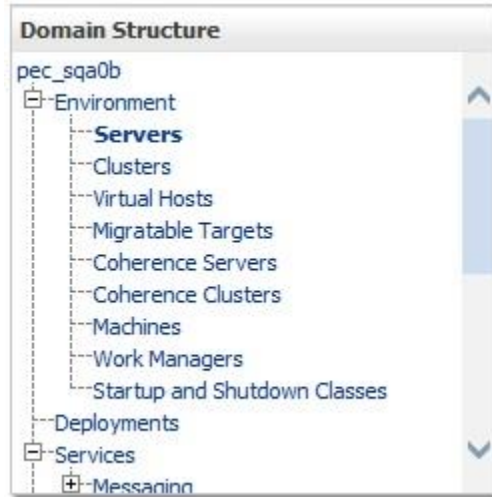 Domain Structure
pec_sqa0b
Environment
Servers
Clusters
Virtual Hosts
Migratable Targets
Coherence Servers
Coherence Clusters
Machines
Work Managers
Startup and Shutdown Classes
Deployments
Services
Messaging